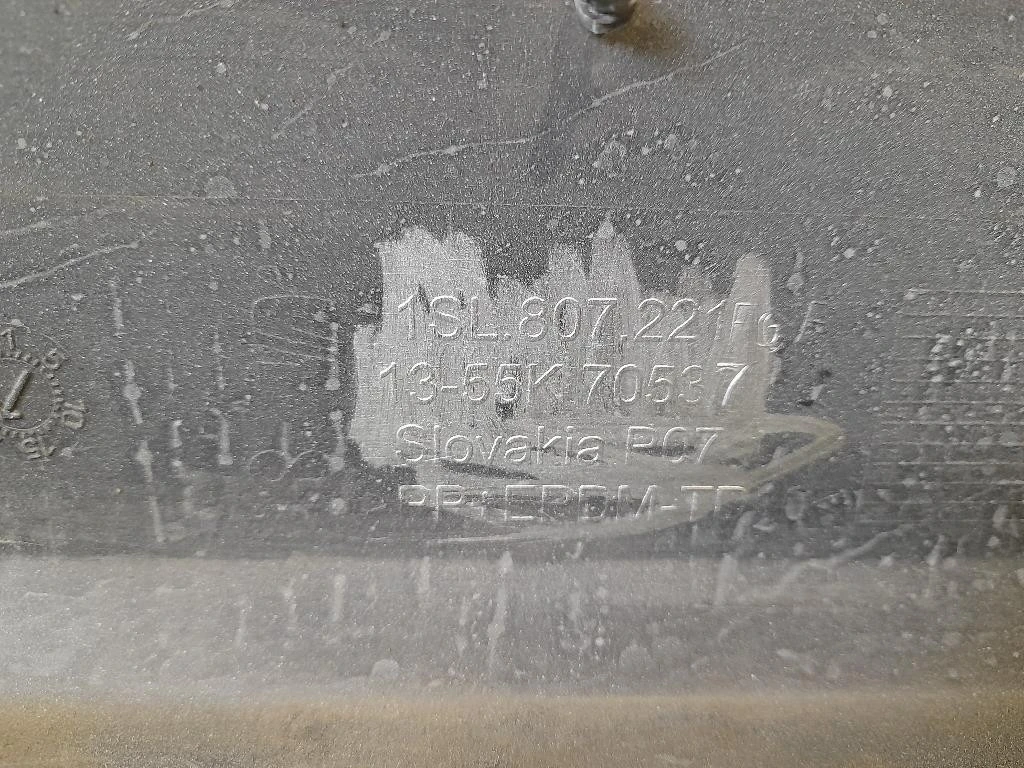 1SL.807.221
13-55K 70537
Slovakia P07
PP+EPDM-TD